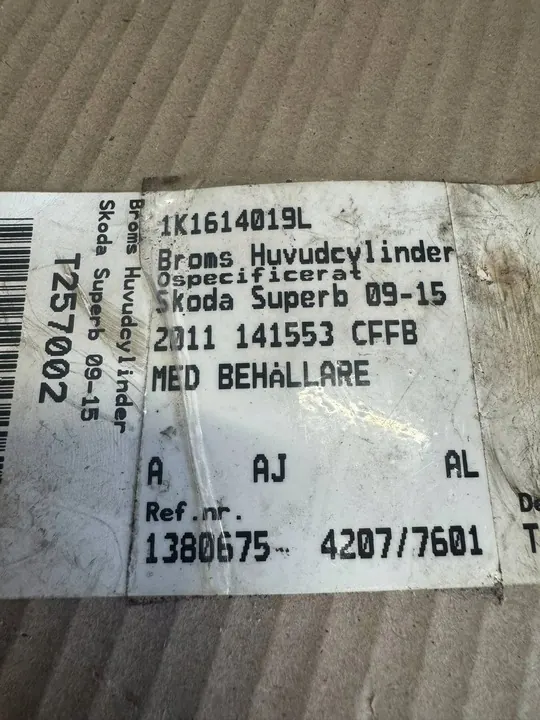 Broms Huvudcylinder
Skoda Superb 09-15
T257002
1K1614019L
Broms Huvudcylinder
Ospecificerat
Skoda Superb 09-15
2011 141553 CFFB
MED BEHÅLLARE
A AJ AL
Ref.nr.
1380675 4207/7601
De
T